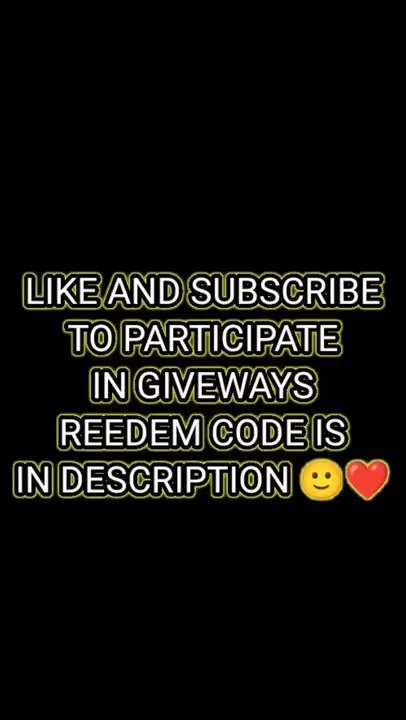 LIKE AND SUBSCRIBE
TO PARTICIPATE
IN GIVEWAYS
REEDEM CODE IS
IN DESCRIPTION 🙂❤️